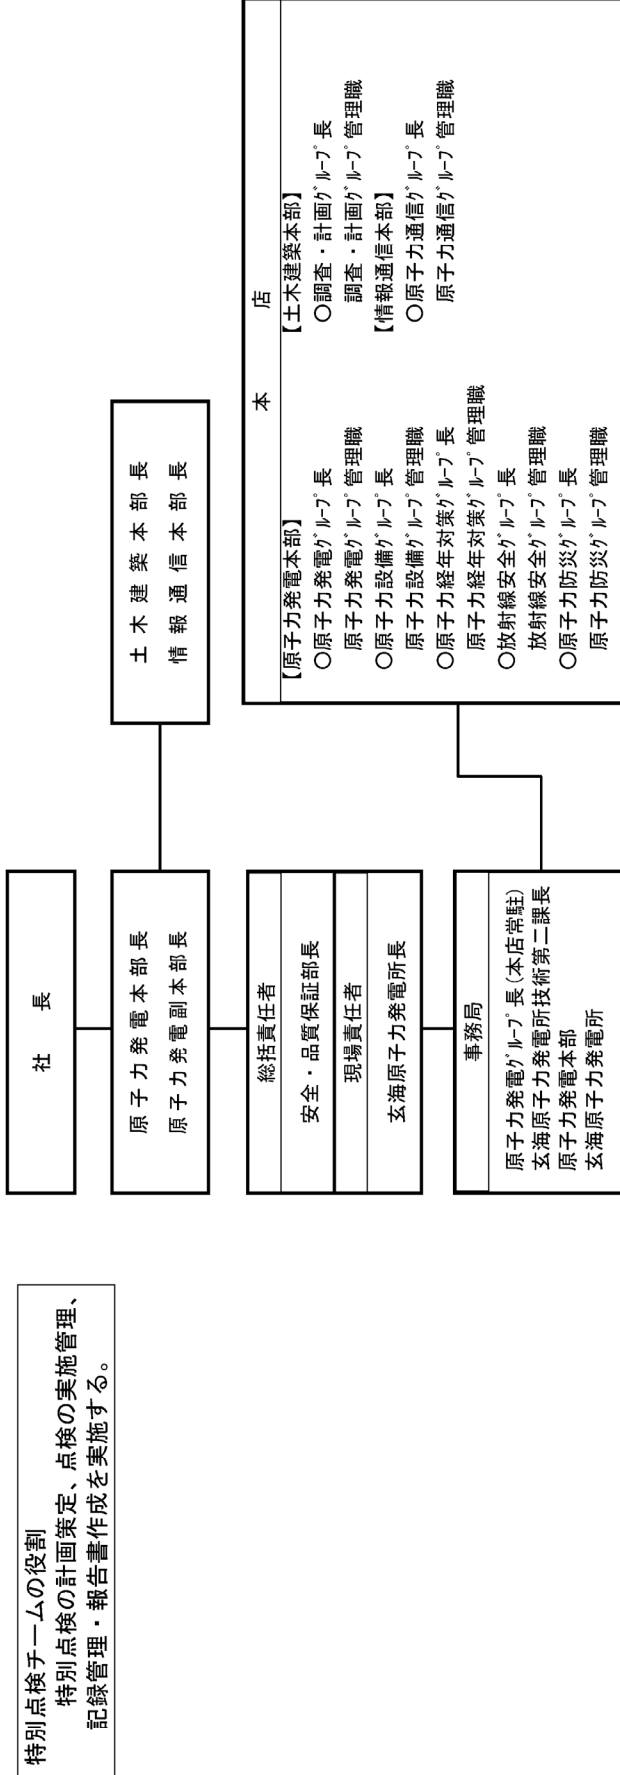 特別点検チームの役割
特別点検の計画策定、点検の実施管理、
記録管理・報告書作成を実施する。
社　長
原子力発電本部長
原子力発電副本部長
土木建築本部長
情報通信本部長
総括責任者
安全・品質保証部長
現場責任者
玄海原子力発電所長
事務局
原子力発電ｸﾞﾙｰﾌﾟ長(本店常駐)
玄海原子力発電所技術第二課長
原子力発電本部
玄海原子力発電所
本　店
【原子力発電本部】
○原子力発電ｸﾞﾙｰﾌﾟ長
原子力発電ｸﾞﾙｰﾌﾟ管理職
○原子力設備ｸﾞﾙｰﾌﾟ長
原子力設備ｸﾞﾙｰﾌﾟ管理職
○原子力経年対策ｸﾞﾙｰﾌﾟ長
原子力経年対策ｸﾞﾙｰﾌﾟ管理職
○放射線安全ｸﾞﾙｰﾌﾟ長
放射線安全ｸﾞﾙｰﾌﾟ管理職
○原子力防災ｸﾞﾙｰﾌﾟ長
原子力防災ｸﾞﾙｰﾌﾟ管理職
【土木建築本部】
○調査・計画ｸﾞﾙｰﾌﾟ長
調査・計画ｸﾞﾙｰﾌﾟ管理職
【情報通信本部】
○原子力通信ｸﾞﾙｰﾌﾟ長
原子力通信ｸﾞﾙｰﾌﾟ管理職